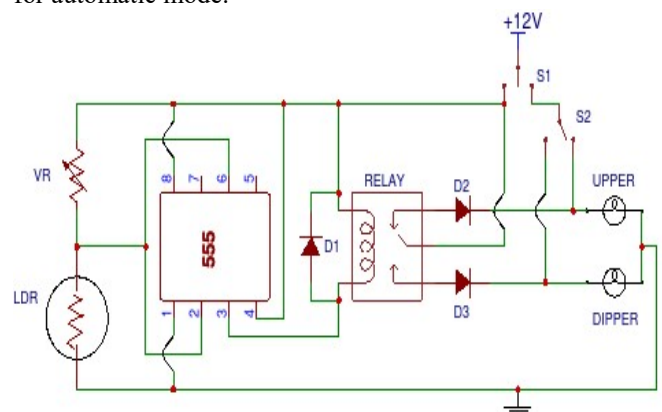 for automatic mode.
+12V
S1
S2
VR
8
7
6
5
RELAY
D2
UPPER
555
D1
LDR
1
2
3
4
D3
DIPPER